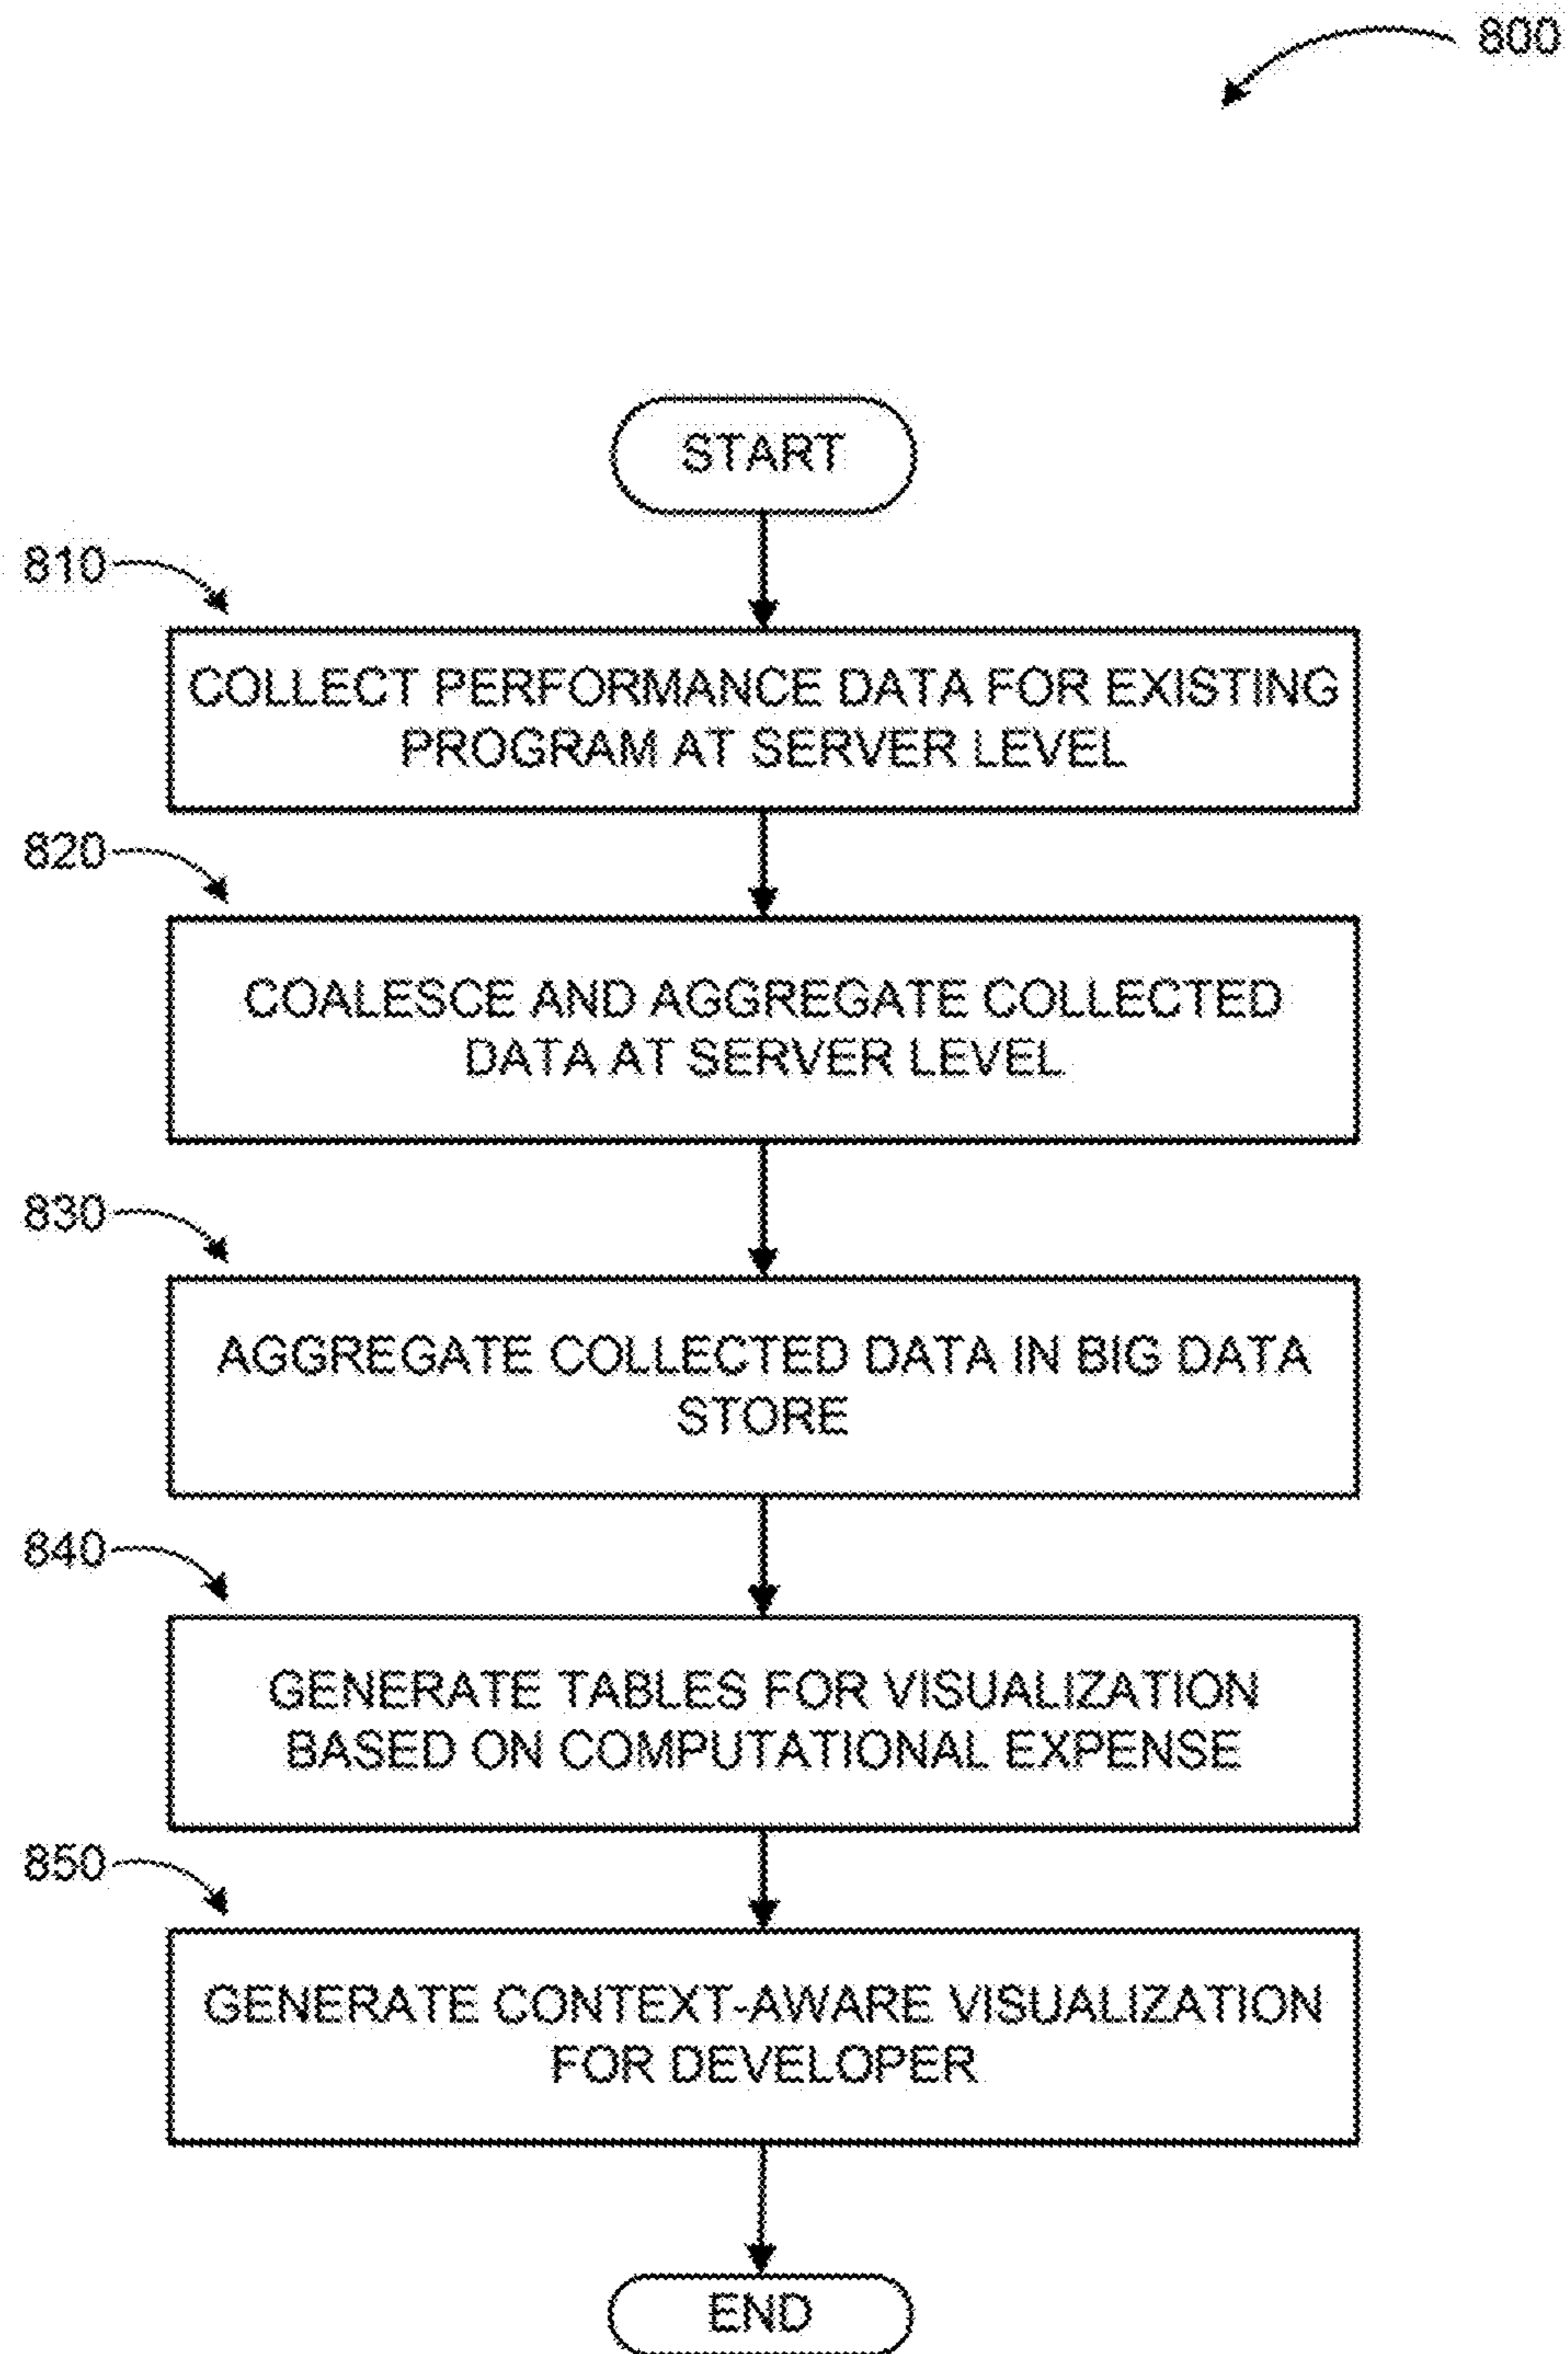 800
START
810
COLLECT PERFORMANCE DATA FOR EXISTING
PROGRAM AT SERVER LEVEL
820
COALESCE AND AGGREGATE COLLECTED
DATA AT SERVER LEVEL
830
AGGREGATE COLLECTED DATA IN BIG DATA
STORE
840
GENERATE TABLES FOR VISUALIZATION
BASED ON COMPUTATIONAL EXPENSE
850
GENERATE CONTEXT-AWARE VISUALIZATION
FOR DEVELOPER
END